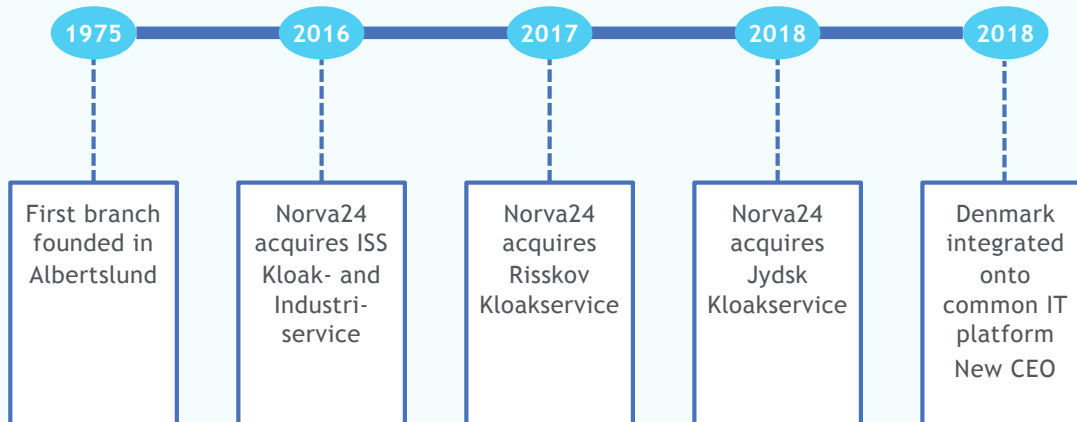 1975
2016
2017
2018
2018
First branch
founded in
Albertslund
Norva24
acquires ISS
Kloak- and
Industri-
service
Norva24
acquires
Risskov
Kloakservice
Norva24
acquires
Jydsk
Kloakservice
Denmark
integrated
onto
common IT
platform
New CEO